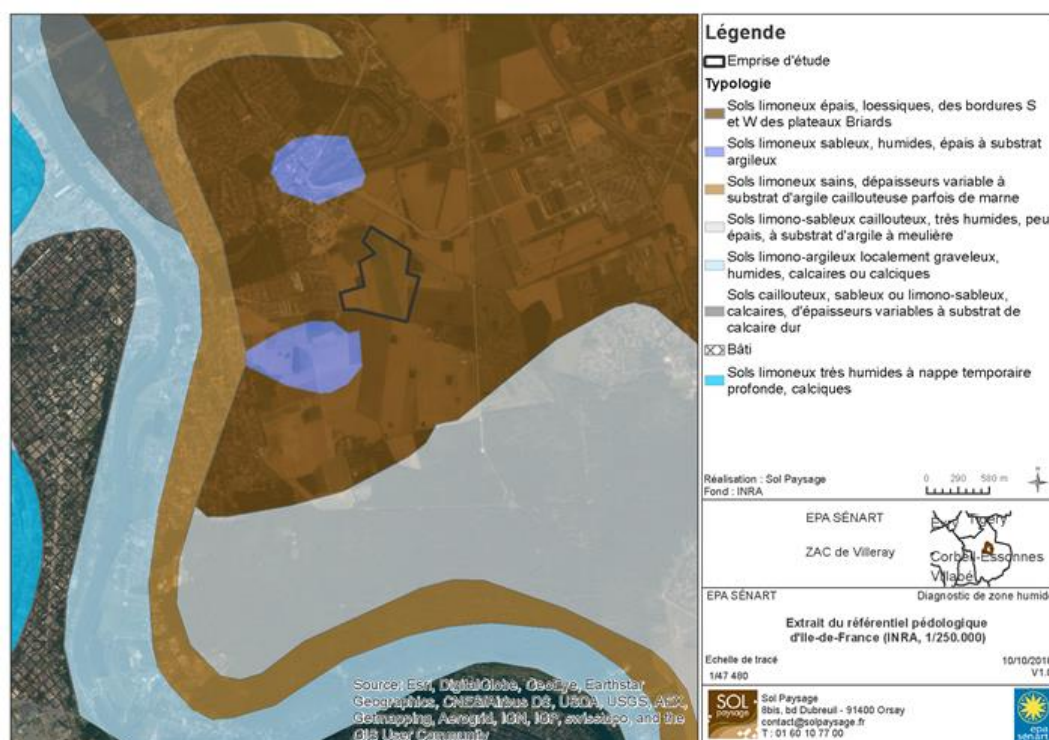 Légende
Emprise d'étude
Typologie
Sols limoneux épais, loessiques, des bordures S
et W des plateaux Briards
Sols limoneux sableux, humides, épais à substrat
argileux
Sols limoneux sains, dépaisseurs variable à
substrat d'argile caillouteuse parfois de marne
Sols limono-sableux caillouteux, très humides, peu
épais, à substrat d'argile à meulière
Sols limono-argileux localement graveleux,
humides, calcaires ou calciques
Sols caillouteux, sableux ou limono-sableux,
calcaires, d'épaisseurs variables à substrat de
calcaire dur
Bâti
Sols limoneux très humides à nappe temporaire
profonde, calciques
Réalisation : Sol Paysage
Fond : INRA
0 290 580 m
EPA SÉNART
ZAC de Villeray
Tigery
Corbeil-Essonnes
Villabé
EPA SÉNART
Diagnostic de zone humide
Extrait du référentiel pédologique
d'Ile-de-France (INRA, 1/250.000)
Echelle de tracé
1/47 480
10/10/2016
V1.0
SOL
paysage
Sol Paysage
8bis, bd Dubreuil - 91400 Orsay
contact@solpaysage.fr
T : 01 60 10 77 00
epa
sénart
Source: Esri, DigitalGlobe, GeoEye, Earthstar
Geographics, CNES/Airbus DS, USDA, USGS, AEX,
Getmapping, Aerogrid, IGN, IGP, swisstopo, and the
GIS User Community